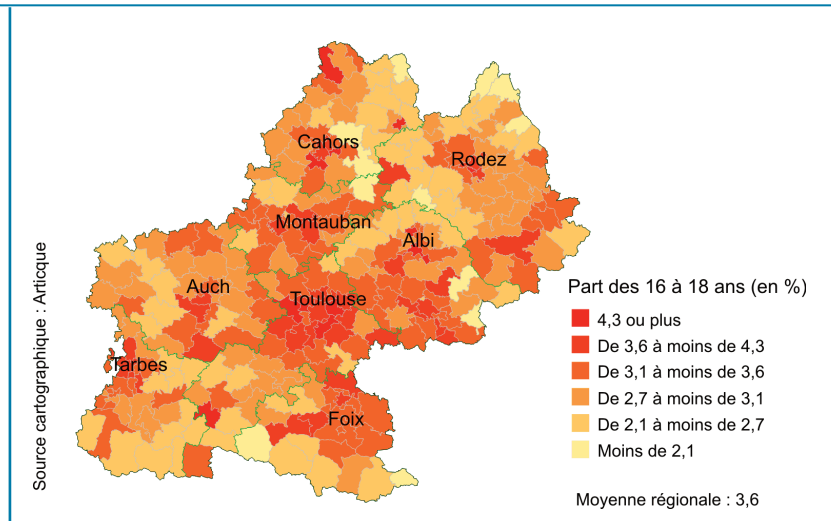 Cahors
Rodez
Montauban
Albi
Auch
Toulouse
Tarbes
Foix
Source cartographique : Articque
Part des 16 à 18 ans (en %)
4,3 ou plus
De 3,6 à moins de 4,3
De 3,1 à moins de 3,6
De 2,7 à moins de 3,1
De 2,1 à moins de 2,7
Moins de 2,1
Moyenne régionale : 3,6